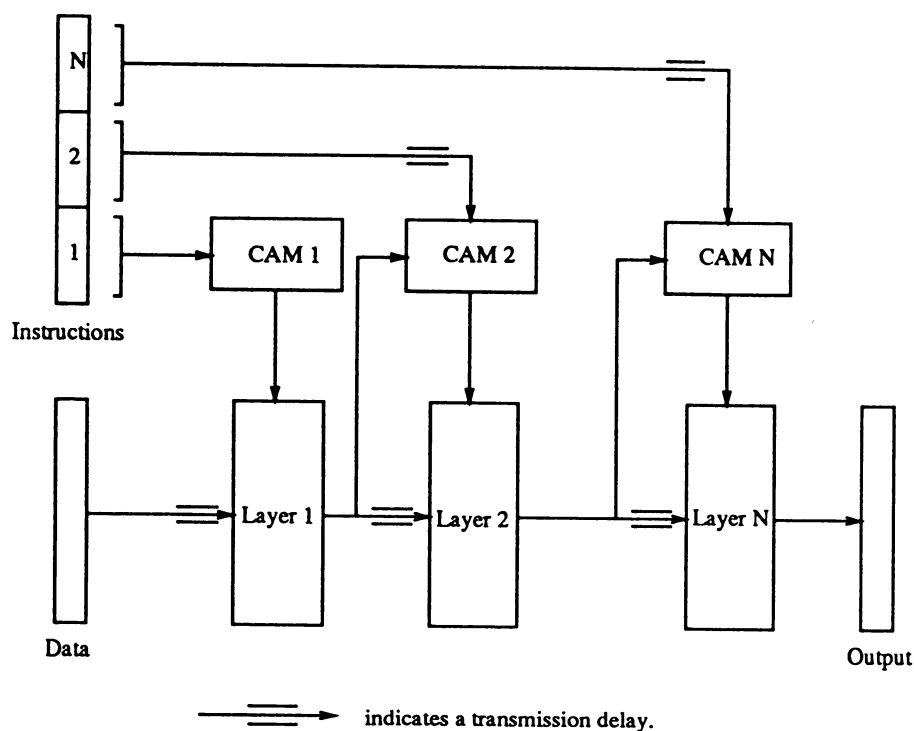 N
2
1
CAM 1
CAM 2
CAM N
Instructions
Layer 1
Layer 2
Layer N
Data
Output
indicates a transmission delay.